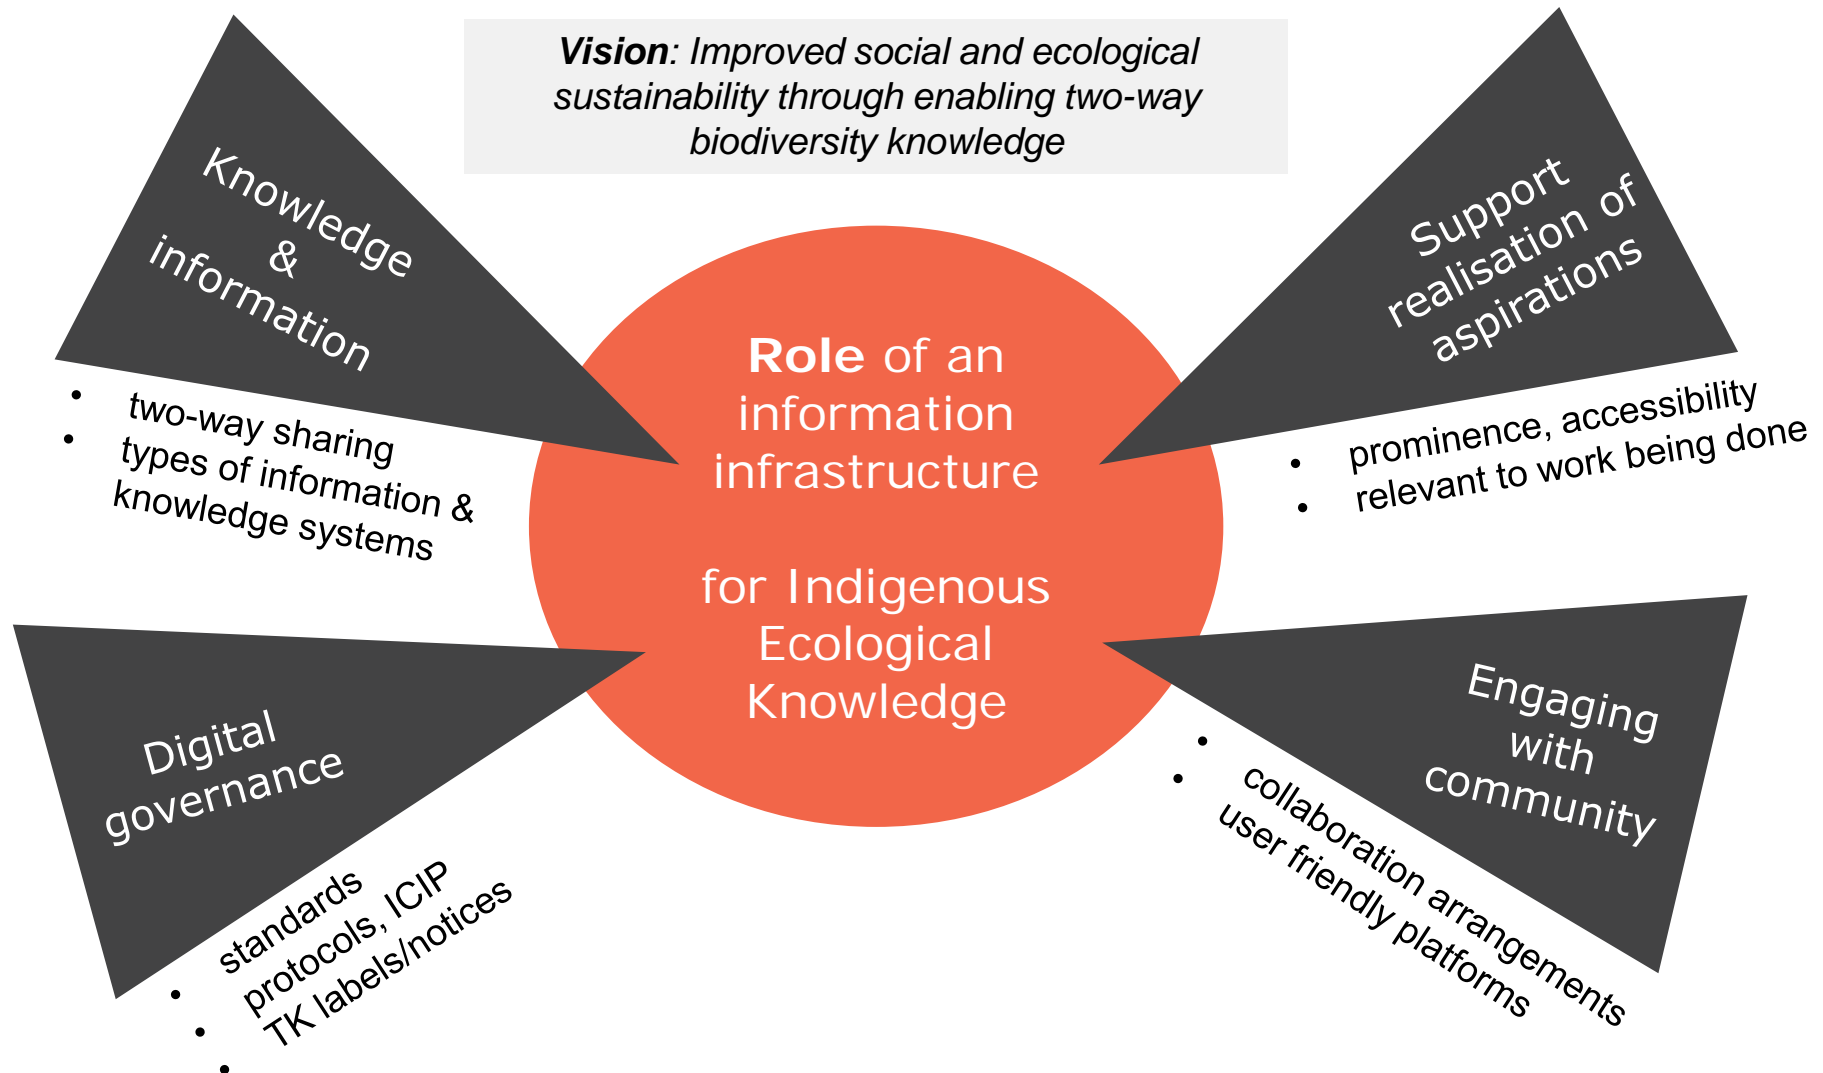 Vision: Improved social and ecological
sustainability through enabling two-way
biodiversity knowledge
Knowledge
&
information
• two-way sharing
• types of information &
knowledge systems
Support
realisation of
aspirations
• prominence, accessibility
• relevant to work being done
Role of an
information
infrastructure
for Indigenous
Ecological
Knowledge
Digital
governance
• standards
• protocols, ICIP
• TK labels/notices
Engaging
with
community
• collaboration arrangements
• user friendly platforms